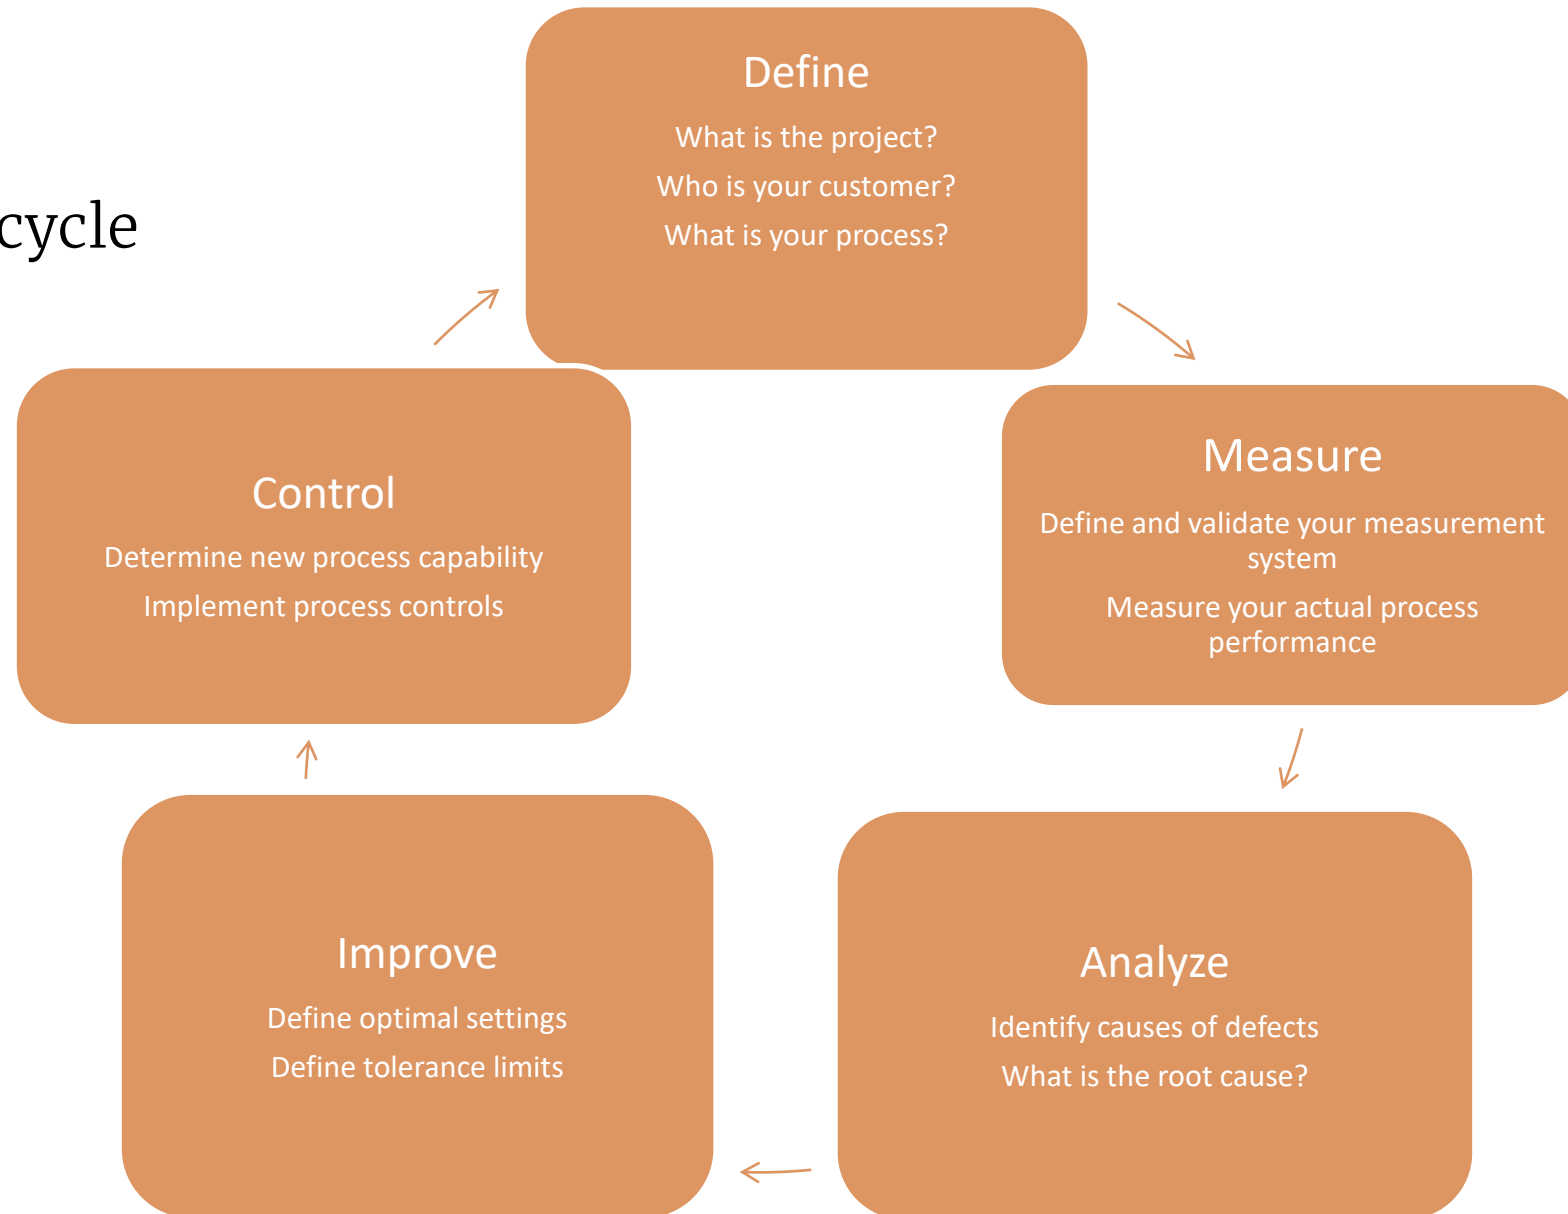 cycle
Define
What is the project?
Who is your customer?
What is your process?
Measure
Define and validate your measurement
system
Measure your actual process
performance
Analyze
Identify causes of defects
What is the root cause?
Improve
Define optimal settings
Define tolerance limits
Control
Determine new process capability
Implement process controls